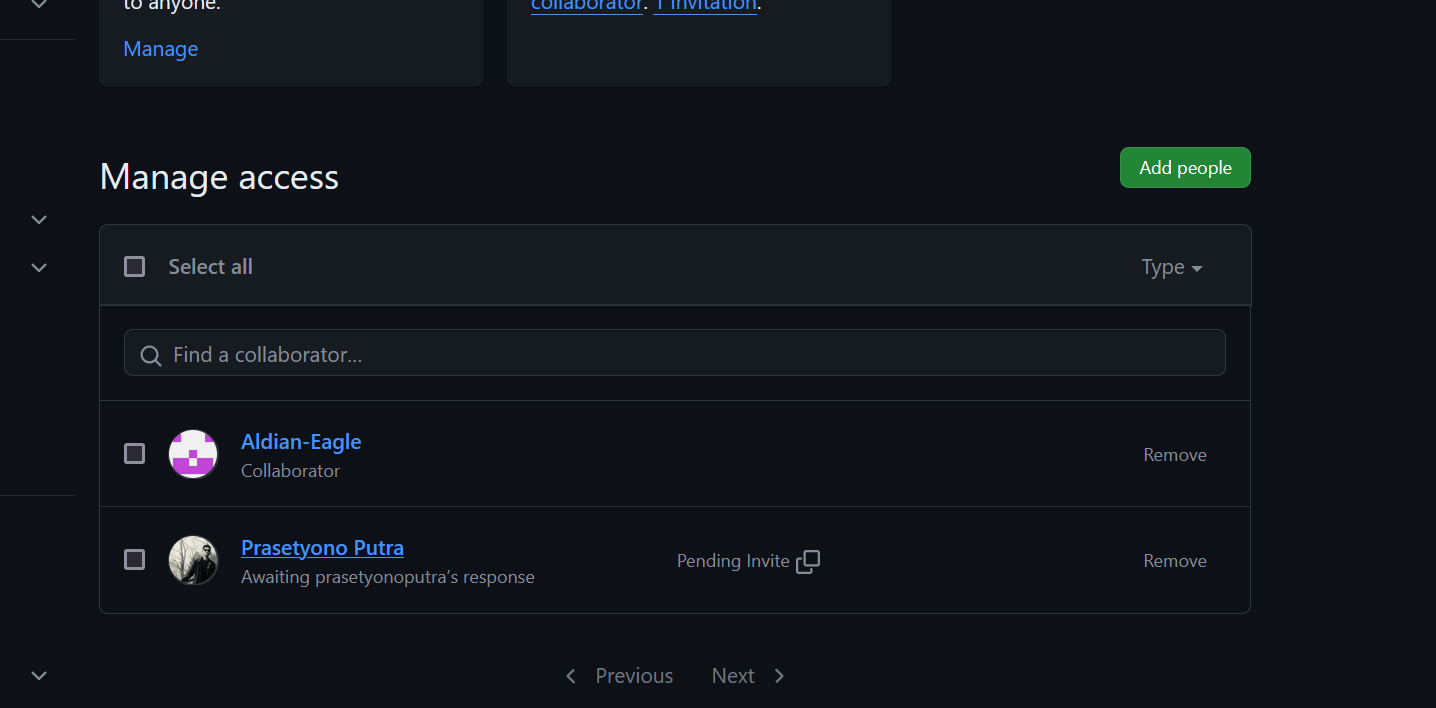 to anyone.
collaborator. 1 invitation.
Manage
Manage access
Add people
Select all
Type
Find a collaborator...
Aldian-Eagle
Collaborator
Remove
Prasetyono Putra
Awaiting prasetyonoputra's response
Pending Invite
Remove
Previous
Next